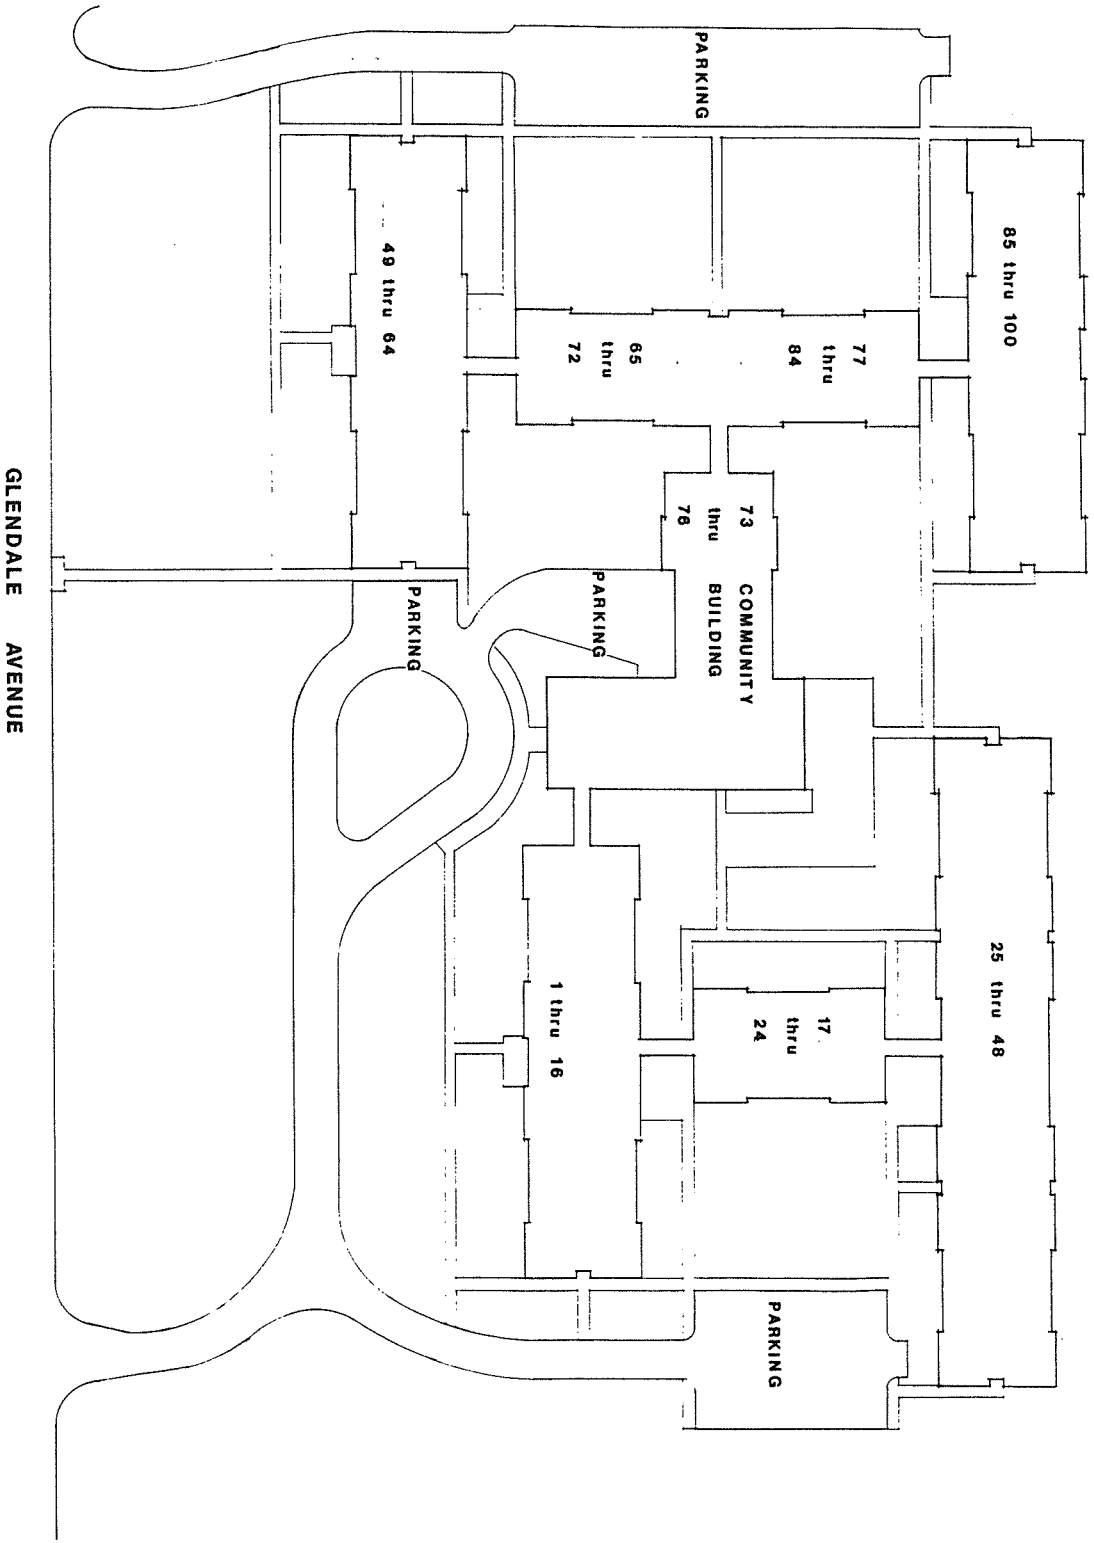 85 thru 100
25 thru 48
77
thru
84
65
thru
72
73
thru
76
COMMUNITY
BUILDING
17
thru
24
49 thru 64
1 thru 16
PARKING
PARKING
PARKING
PARKING
GLENDALE AVENUE